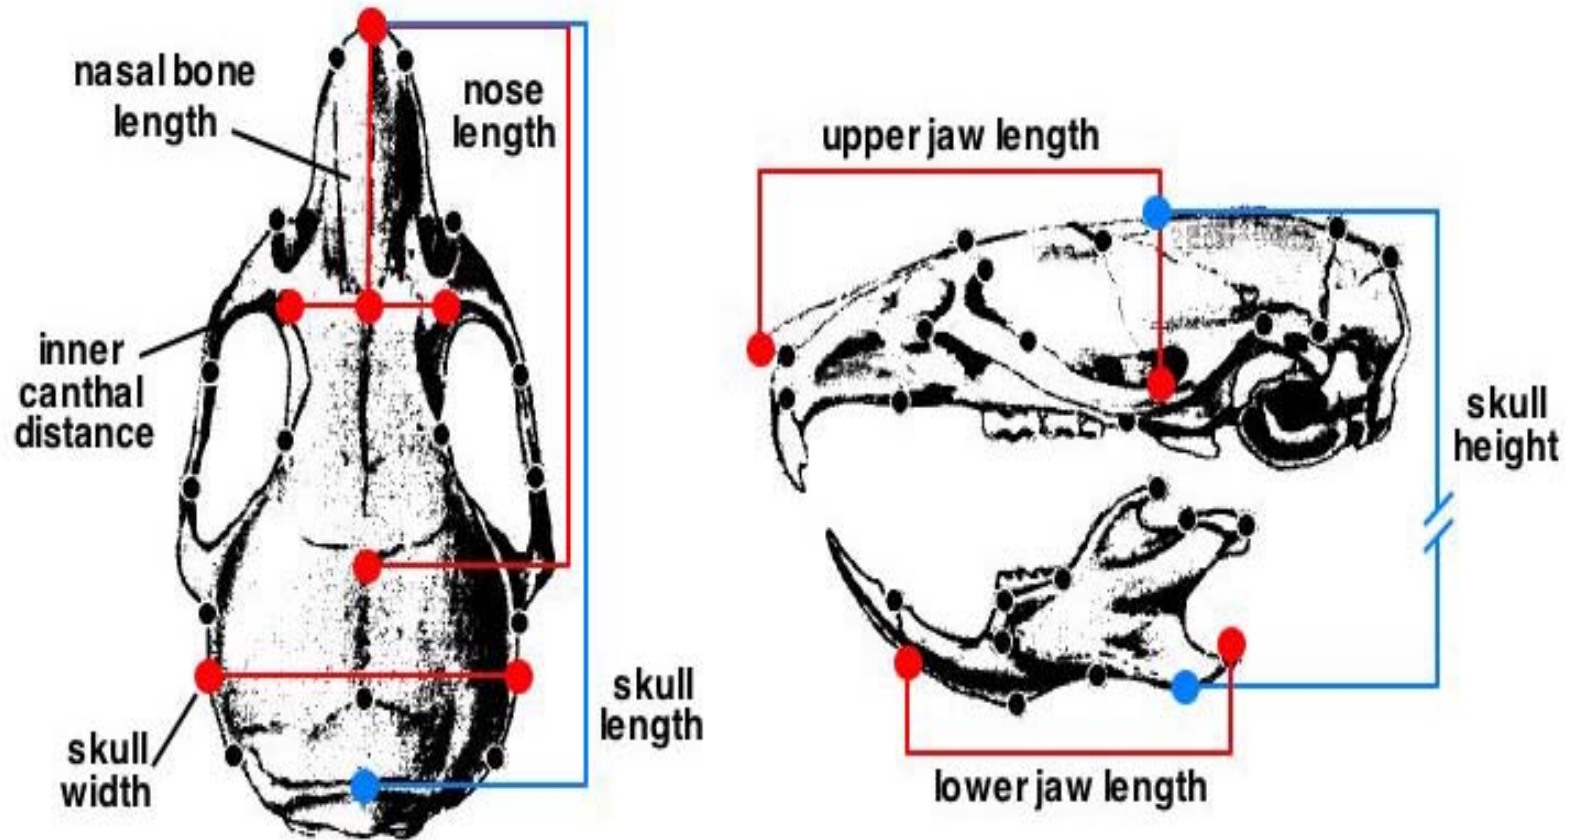 nasal bone
length
nose
length
inner
canthal
distance
skull
width
skull
length
upper jaw length
skull
height
lower jaw length